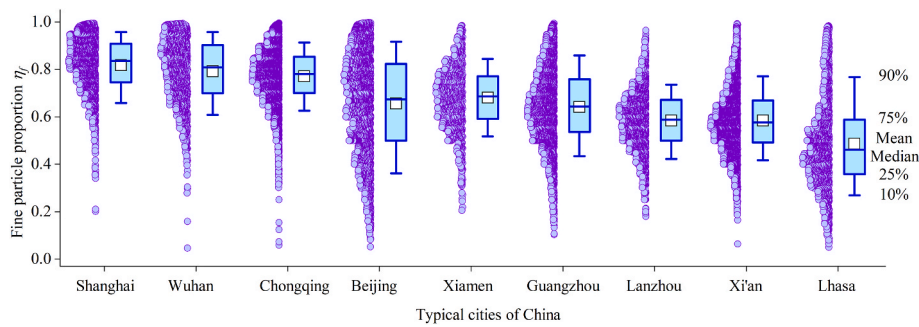 Fine particle proportion ηf
1.0
0.8
0.6
0.4
0.2
0.0
90%
75%
Mean
Median
25%
10%
Shanghai Wuhan Chongqing Beijing Xiamen Guangzhou Lanzhou Xi'an Lhasa
Typical cities of China